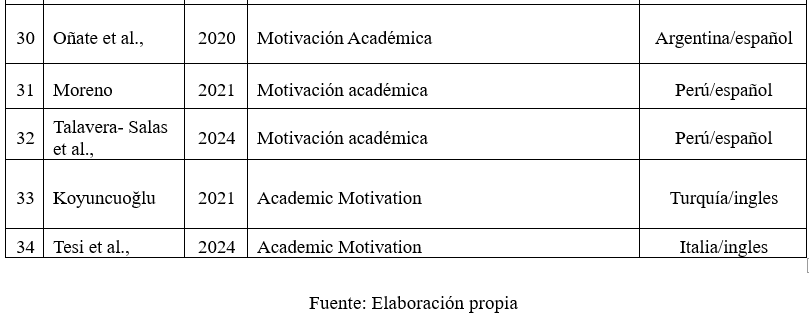 30 Oñate et al., 2020 Motivación Académica Argentina/español
31 Moreno 2021 Motivación académica Perú/español
32 Talavera- Salas et al., 2024 Motivación académica Perú/español
33 Koyuncuoğlu 2021 Academic Motivation Turquía/ingles
34 Tesi et al., 2024 Academic Motivation Italia/ingles
Fuente: Elaboración propia